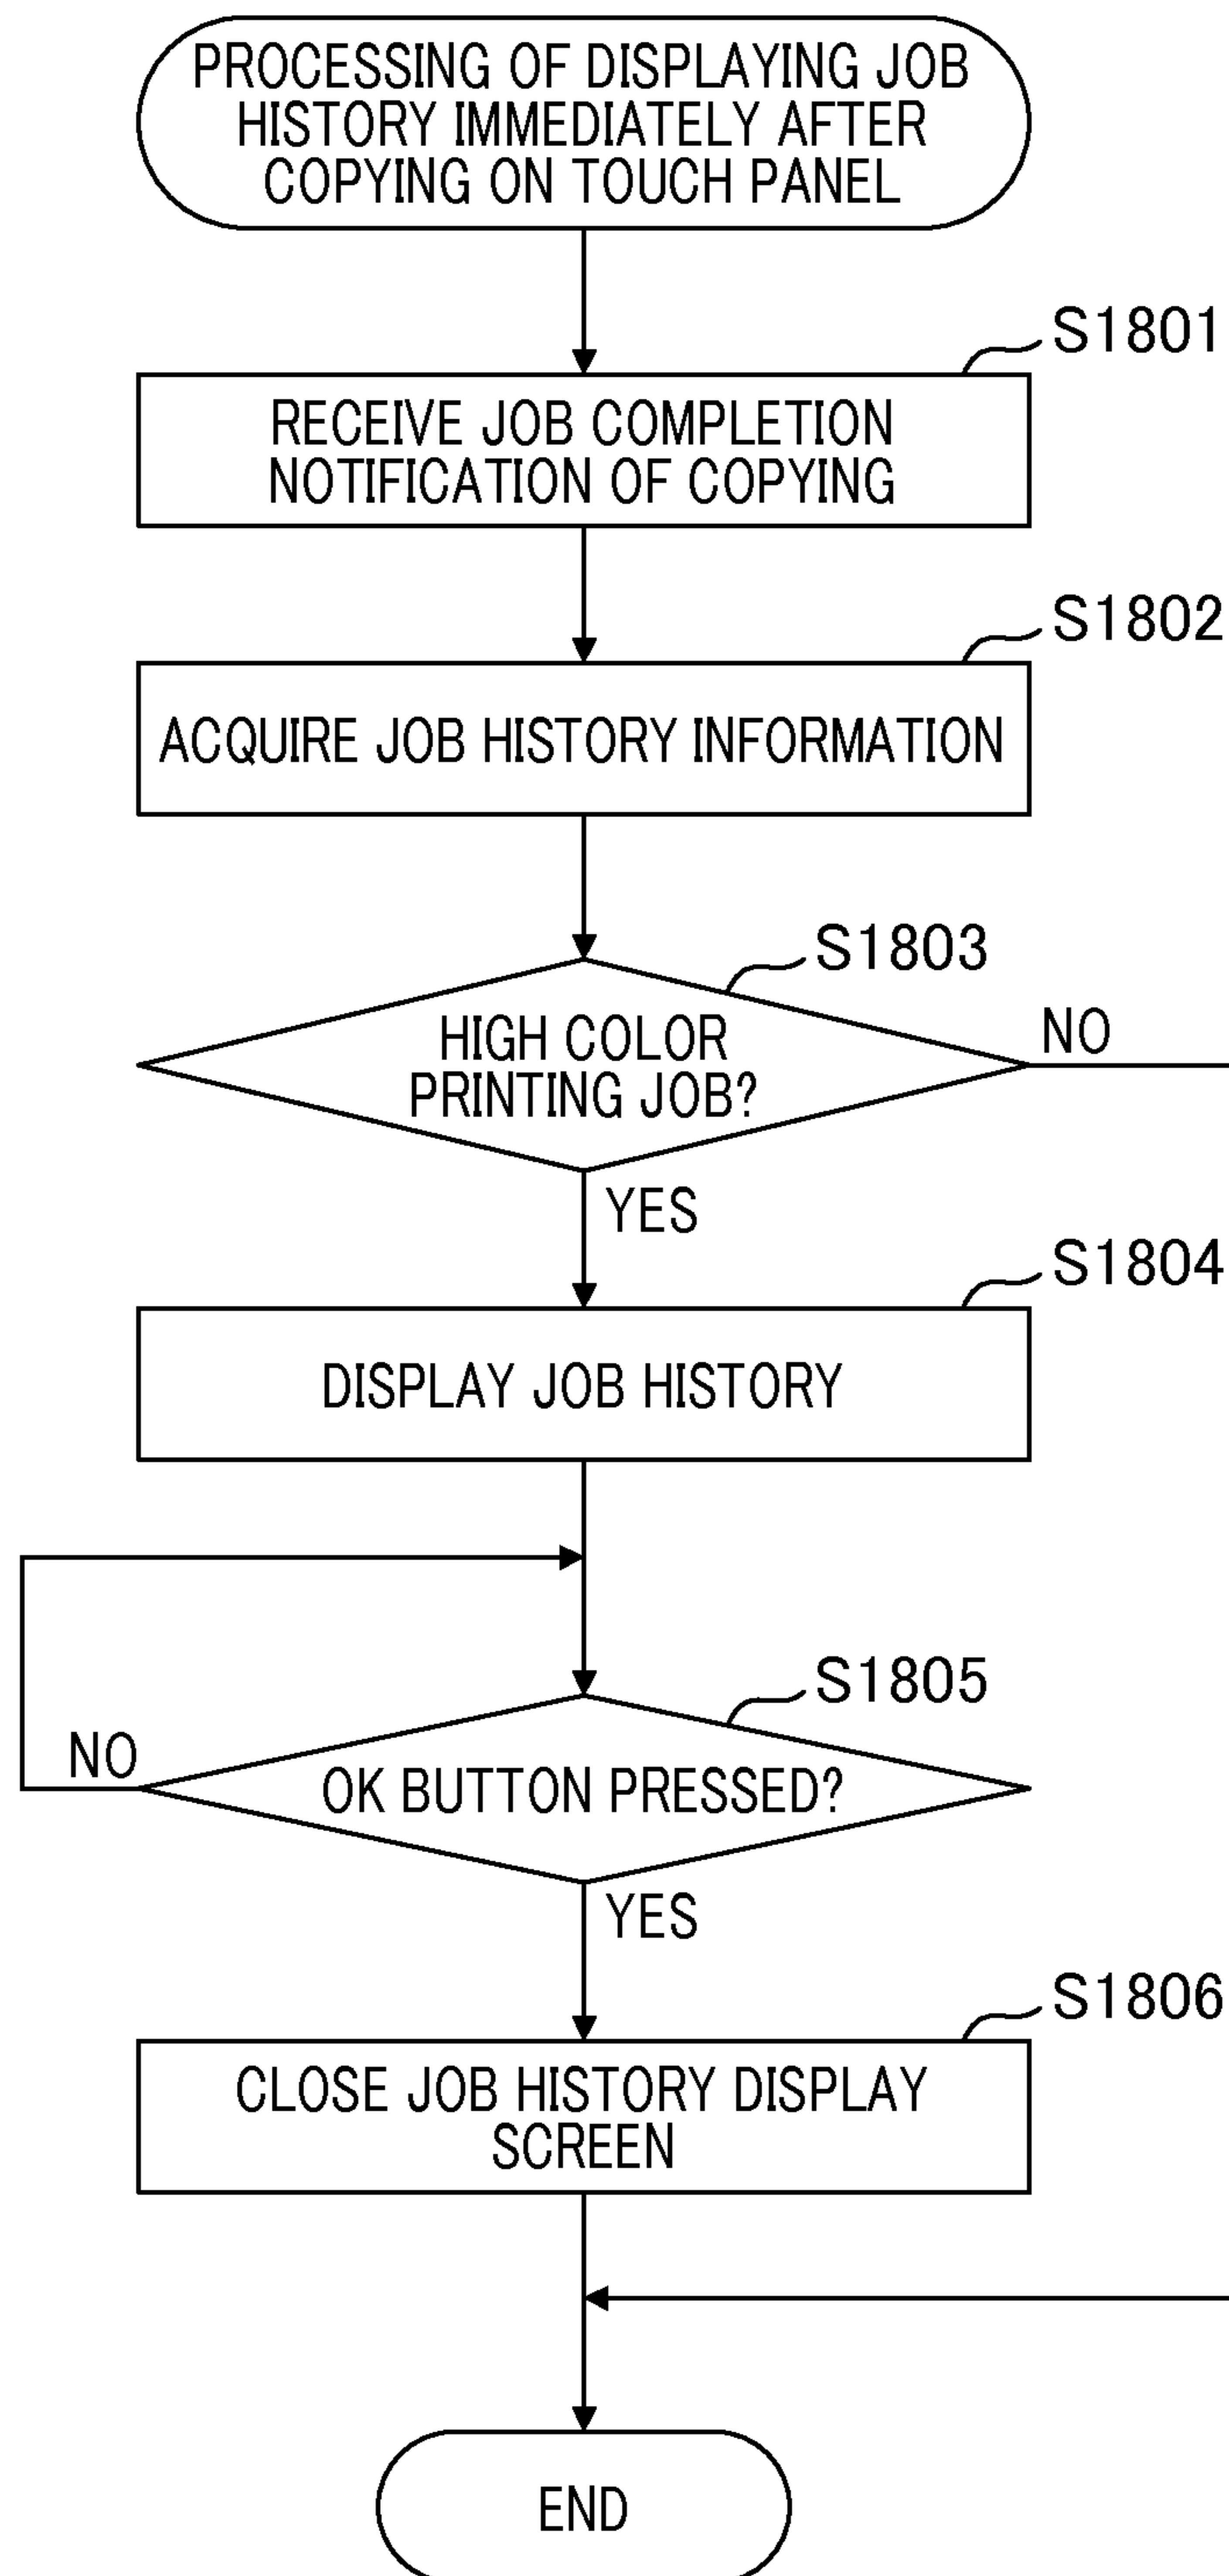 PROCESSING OF DISPLAYING JOB
HISTORY IMMEDIATELY AFTER
COPYING ON TOUCH PANEL
S1801
RECEIVE JOB COMPLETION
NOTIFICATION OF COPYING
S1802
ACQUIRE JOB HISTORY INFORMATION
S1803
HIGH COLOR
PRINTING JOB?
NO
YES
S1804
DISPLAY JOB HISTORY
S1805
NO
OK BUTTON PRESSED?
YES
S1806
CLOSE JOB HISTORY DISPLAY
SCREEN
END